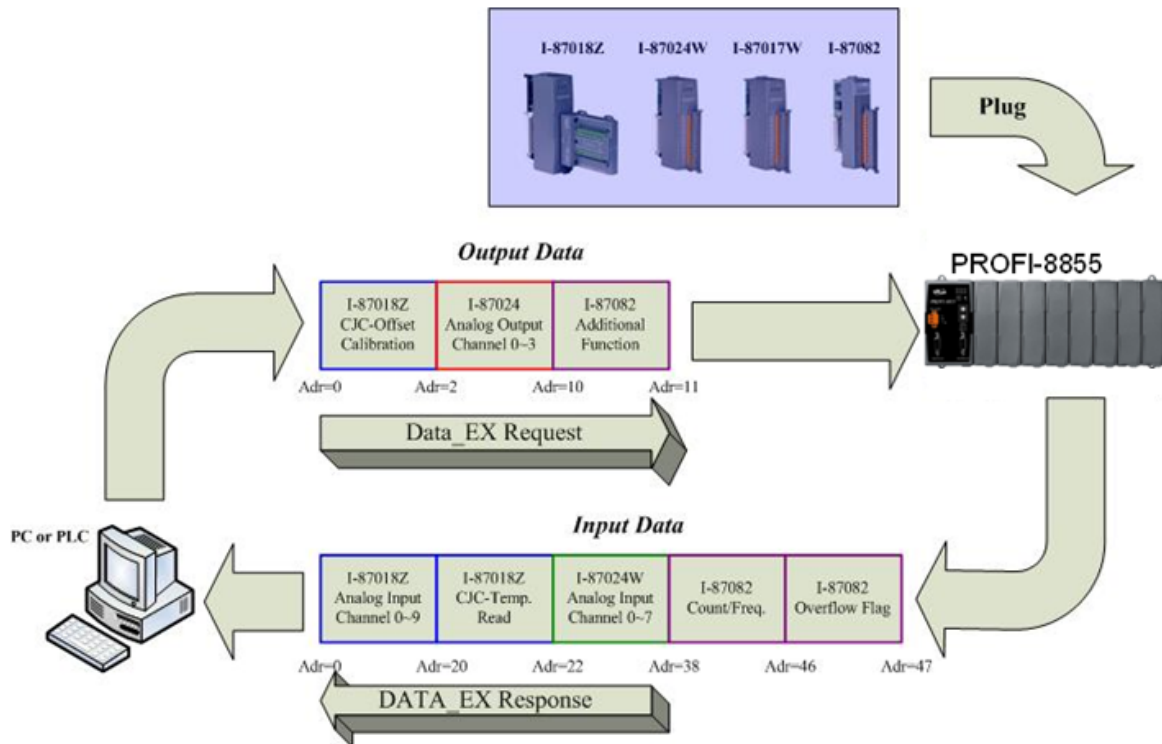 I-87018Z
I-87024W
I-87017W
I-87082
Plug
Output Data
PROFI-8855
I-87018Z
CJC-Offset
Calibration
I-87024
Analog Output
Channel 0~3
I-87082
Additional
Function
Adr=0
Adr=2
Adr=10
Adr=11
Data_EX Request
Input Data
PC or PLC
I-87018Z
Analog Input
Channel 0~9
I-87018Z
CJC-Temp.
Read
I-87024W
Analog Input
Channel 0~7
I-87082
Count/Freq.
I-87082
Overflow Flag
Adr=0
Adr=20
Adr=22
Adr=38
Adr=46
Adr=47
DATA_EX Response